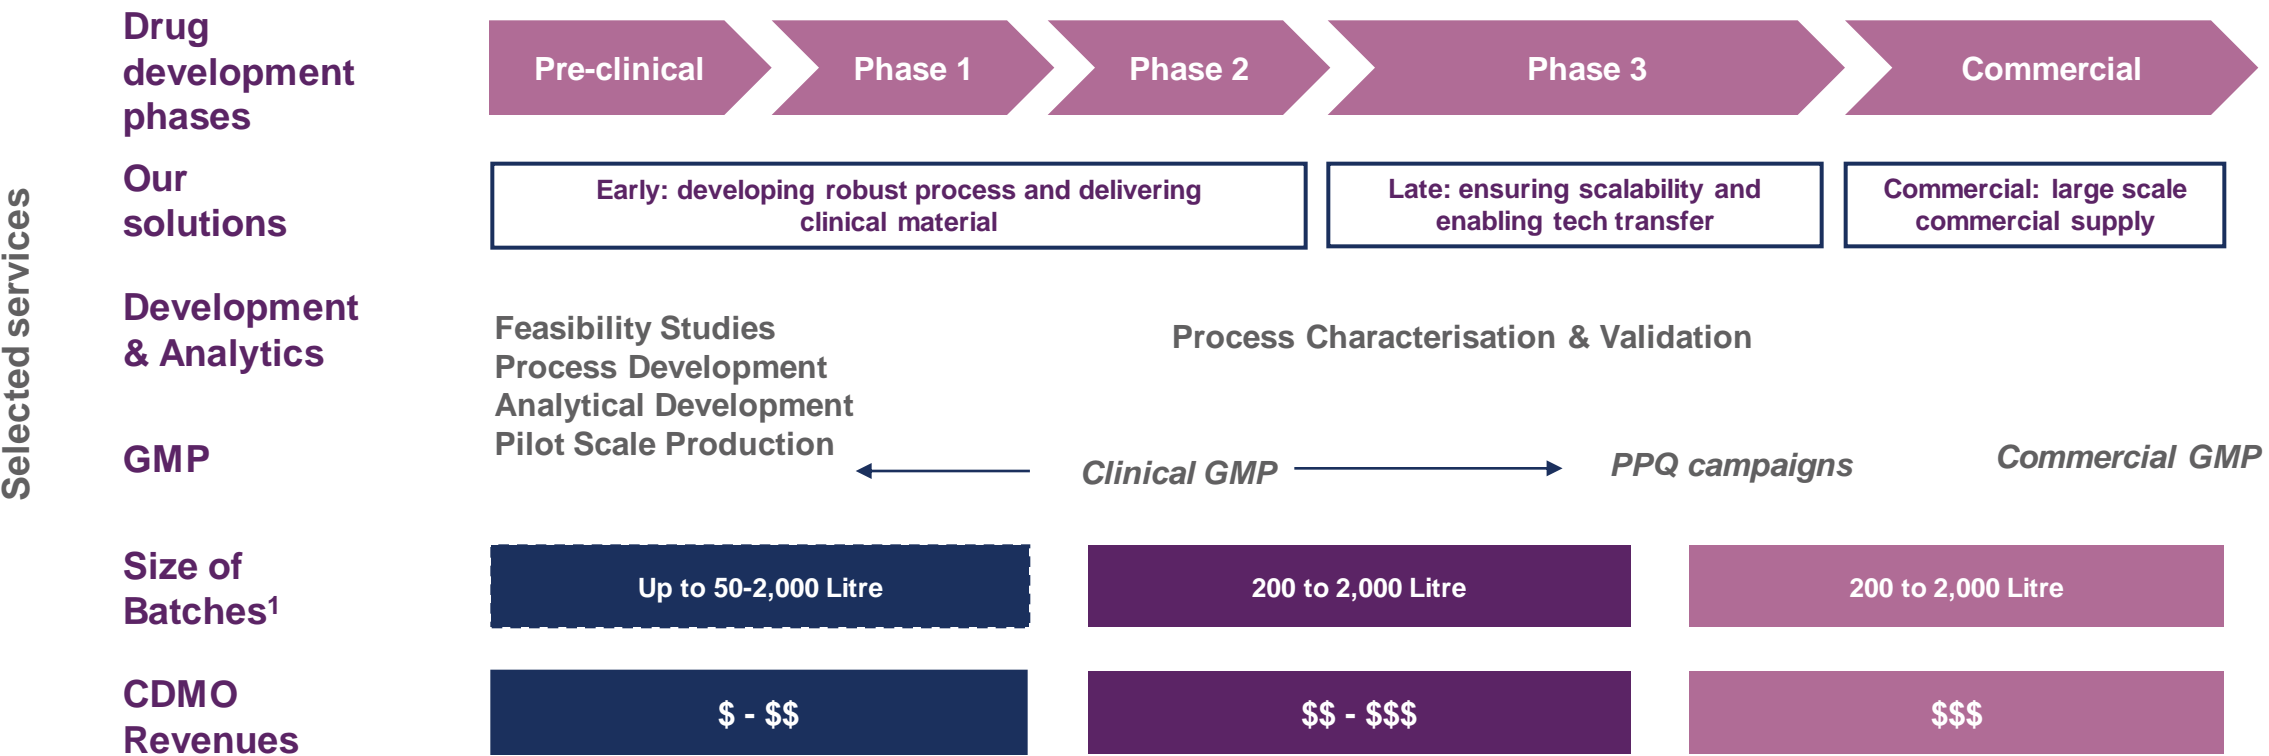 Selected services
Drug
development
phases
Pre-clinical
Phase 1
Phase 2
Phase 3
Commercial
Our
solutions
Early: developing robust process and delivering
clinical material
Late: ensuring scalability and
enabling tech transfer
Commercial: large scale
commercial supply
Development
& Analytics
Feasibility Studies
Process Development
Analytical Development
Pilot Scale Production
Process Characterisation & Validation
GMP
Clinical GMP
PPQ campaigns
Commercial GMP
Size of
Batches¹
Up to 50-2,000 Litre
200 to 2,000 Litre
200 to 2,000 Litre
CDMO
Revenues
$ - $$
$$ - $$$
$$$